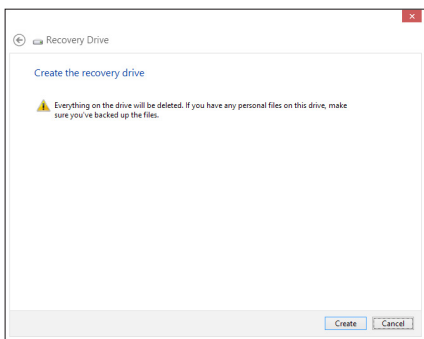 Recovery Drive
Create the recovery drive
Everything on the drive will be deleted. If you have any personal files on this drive, make
sure you've backed up the files.
Create Cancel